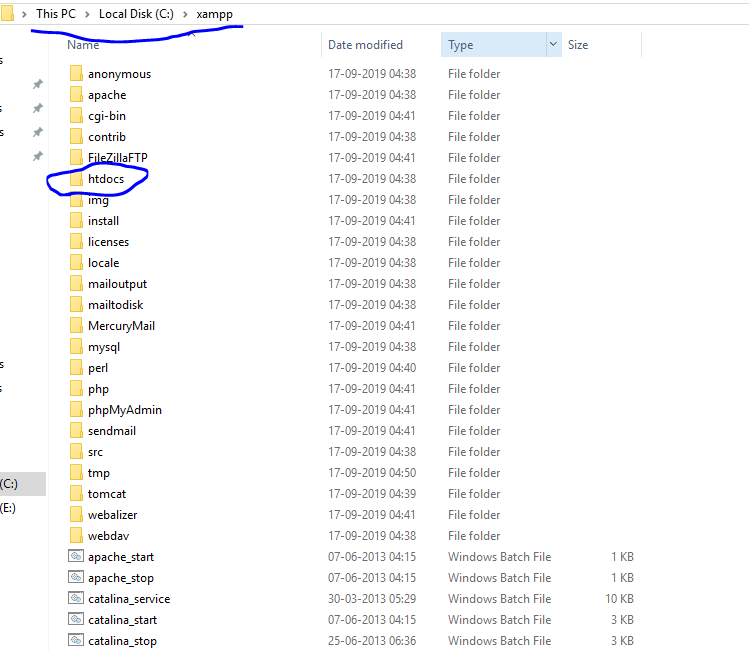 This PC > Local Disk (C:) > xampp
Name Date modified Type Size
anonymous 17-09-2019 04:38 File folder
apache 17-09-2019 04:38 File folder
cgi-bin 17-09-2019 04:41 File folder
contrib 17-09-2019 04:38 File folder
FileZillaFTP 17-09-2019 04:41 File folder
htdocs 17-09-2019 04:38 File folder
img 17-09-2019 04:38 File folder
install 17-09-2019 04:41 File folder
licenses 17-09-2019 04:38 File folder
locale 17-09-2019 04:38 File folder
mailoutput 17-09-2019 04:38 File folder
mailtodisk 17-09-2019 04:38 File folder
MercuryMail 17-09-2019 04:41 File folder
mysql 17-09-2019 04:38 File folder
perl 17-09-2019 04:40 File folder
php 17-09-2019 04:41 File folder
phpMyAdmin 17-09-2019 04:41 File folder
sendmail 17-09-2019 04:41 File folder
src 17-09-2019 04:38 File folder
tmp 17-09-2019 04:50 File folder
(C:) tomcat 17-09-2019 04:39 File folder
(E:) webalizer 17-09-2019 04:41 File folder
webdav 17-09-2019 04:38 File folder
apache_start 07-06-2013 04:15 Windows Batch File 1 KB
apache_stop 07-06-2013 04:15 Windows Batch File 1 KB
catalina_service 30-03-2013 05:29 Windows Batch File 10 KB
catalina_start 07-06-2013 04:15 Windows Batch File 3 KB
catalina_stop 25-06-2013 06:36 Windows Batch File 3 KB